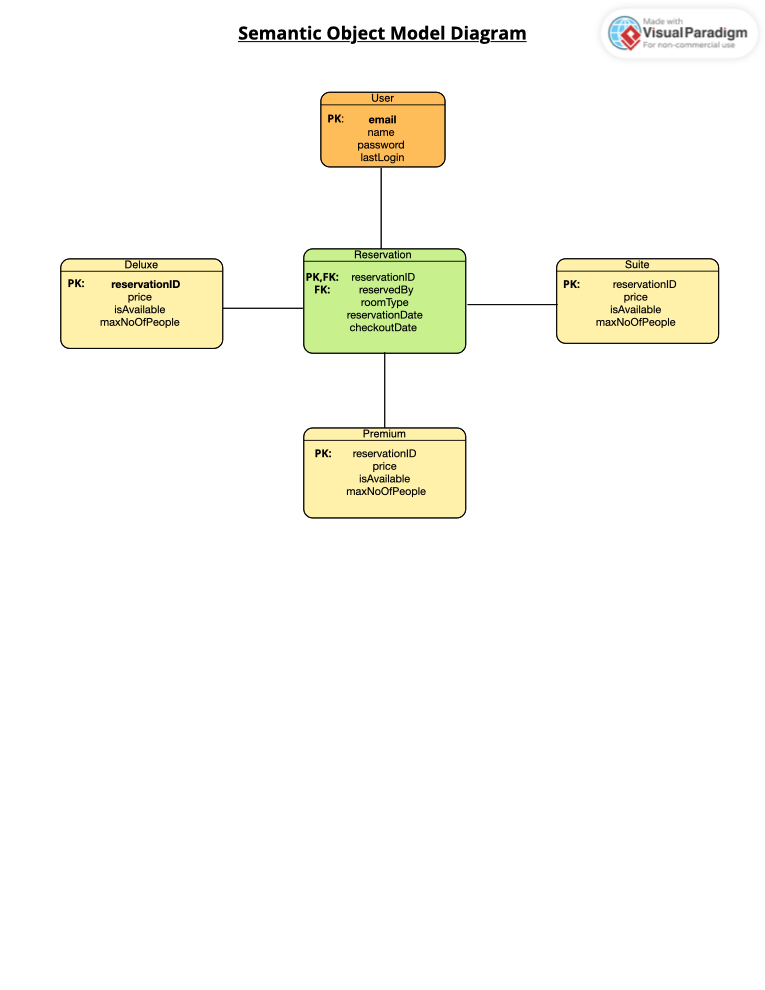 Semantic Object Model Diagram
Made with
VisualParadigm
For non-commercial use
User
PK: email
name
password
lastLogin
Deluxe
PK: reservationID
price
isAvailable
maxNoOfPeople
Reservation
PK,FK: reservationID
FK: reservedBy
roomType
reservationDate
checkoutDate
Suite
PK: reservationID
price
isAvailable
maxNoOfPeople
Premium
PK: reservationID
price
isAvailable
maxNoOfPeople